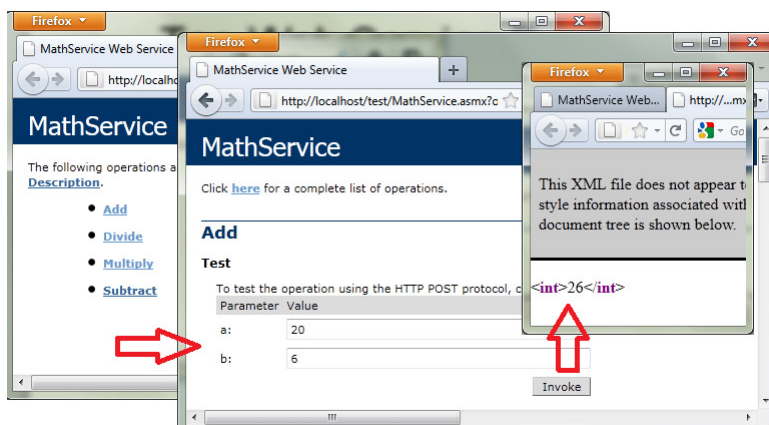 Firefox
MathService Web Service
http://localho
MathService
The following operations a
Description.
Add
Divide
Multiply
Subtract
Firefox
MathService Web Service
+
http://localhost/test/MathService.asmx?c
MathService
Click here for a complete list of operations.
Add
Test
To test the operation using the HTTP POST protocol, c
Parameter Value
a: 20
b: 6
Invoke
Firefox
MathService Web... http://...mx
Go
This XML file does not appear t
style information associated with
document tree is shown below.
<int>26</int>